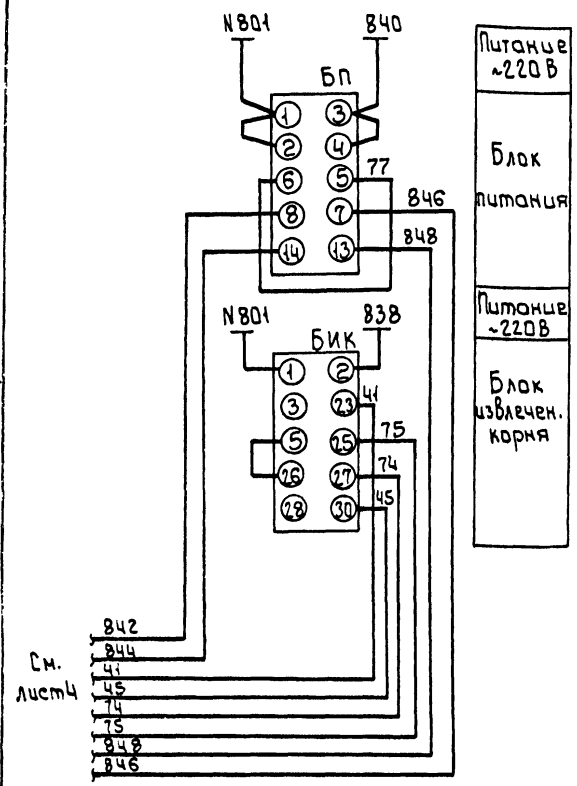 N801
840
БП
1
3
2
4
6
5
77
8
7
846
14
13
848
N801
838
БИК
1
2
3
23
41
5
25
75
26
27
74
28
30
45
842
844
41
45
74
75
848
846
См.
лист4
Питание
~220В
Блок
питания
Питание
~220В
Блок
извлечен.
корня